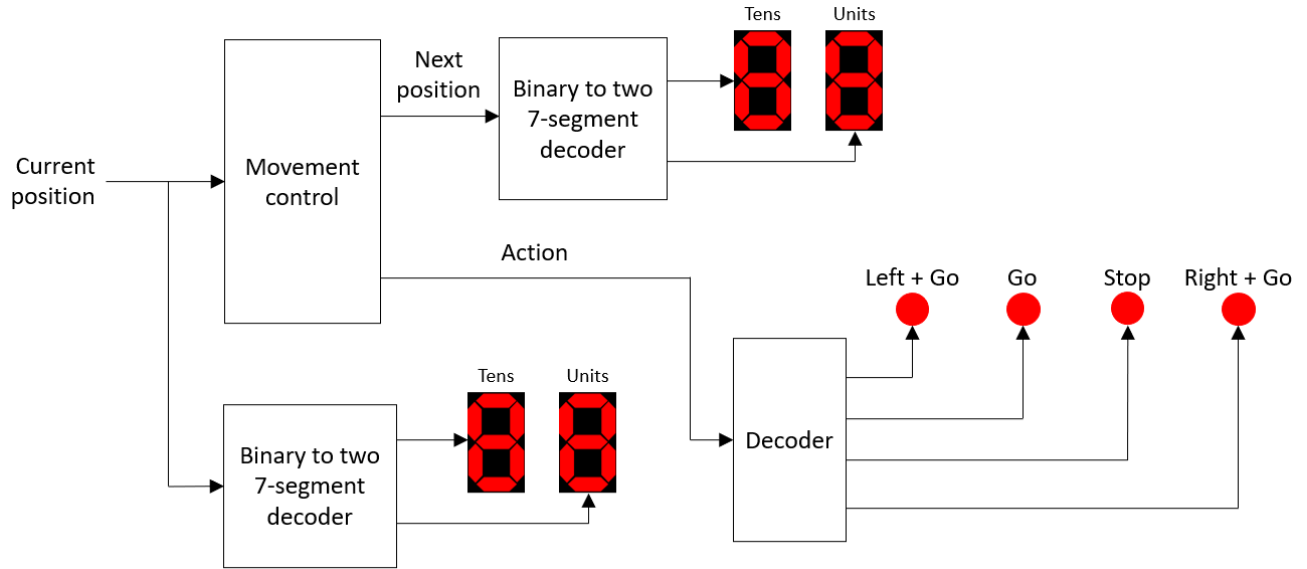 Tens
Units
Next
position
Binary to two
7-segment
decoder
Current
position
Movement
control
Action
Left + Go
Go
Stop
Right + Go
Tens
Units
Binary to two
7-segment
decoder
Decoder